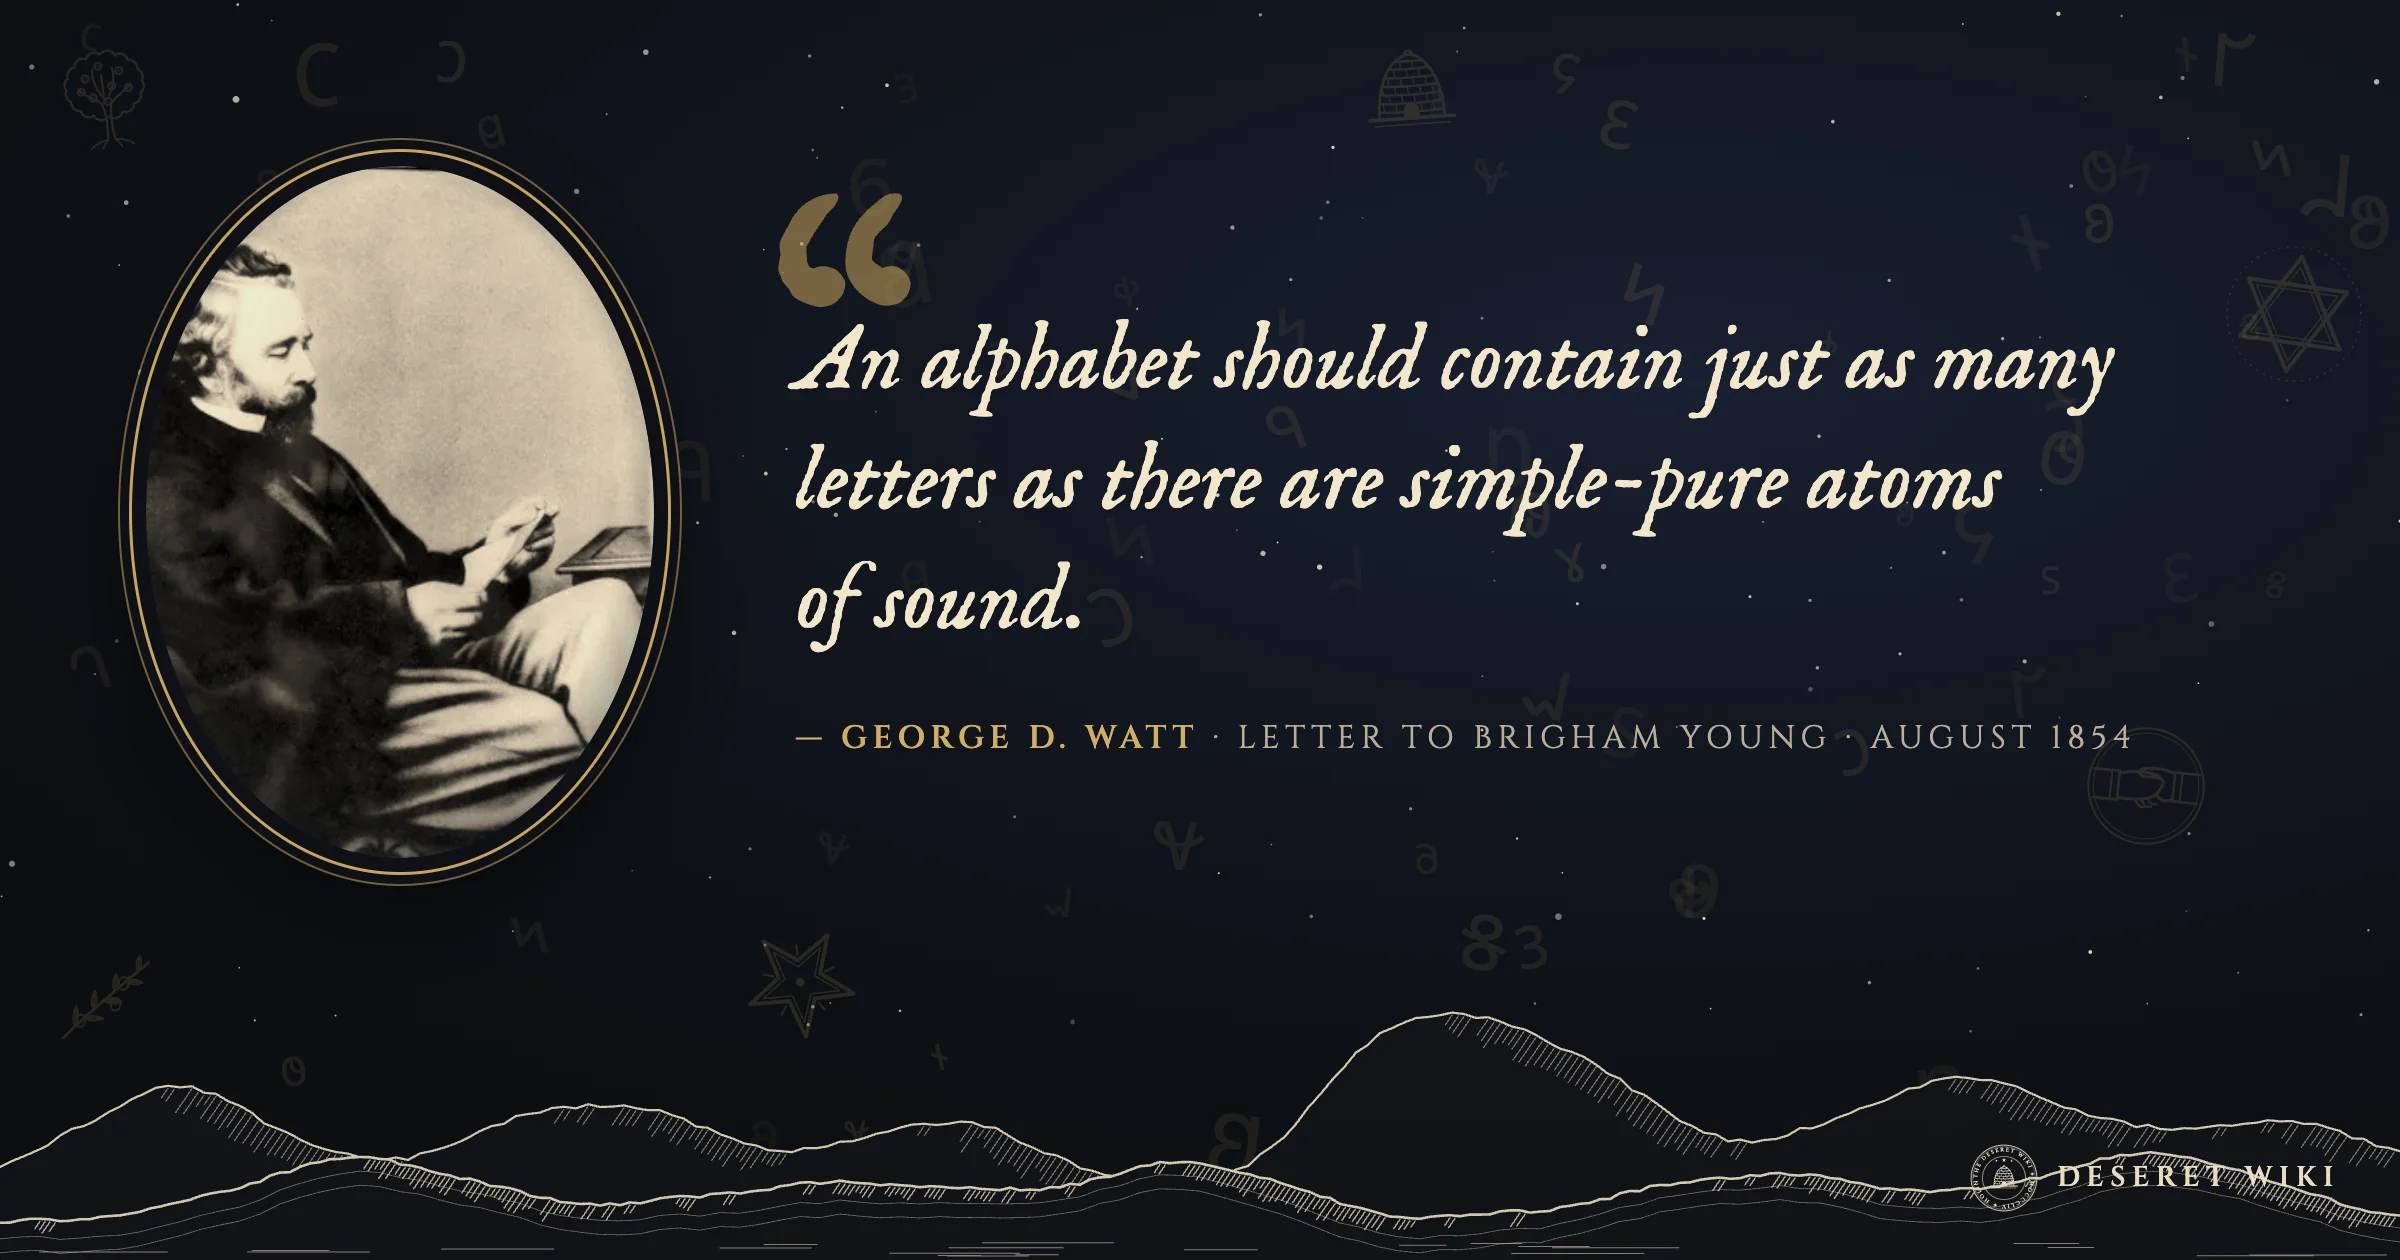 “
An alphabet should contain just as many
letters as there are simple-pure atoms
of sound.
— GEORGE D. WATT · LETTER TO BRIGHAM YOUNG · AUGUST 1854
DESERET WIKI